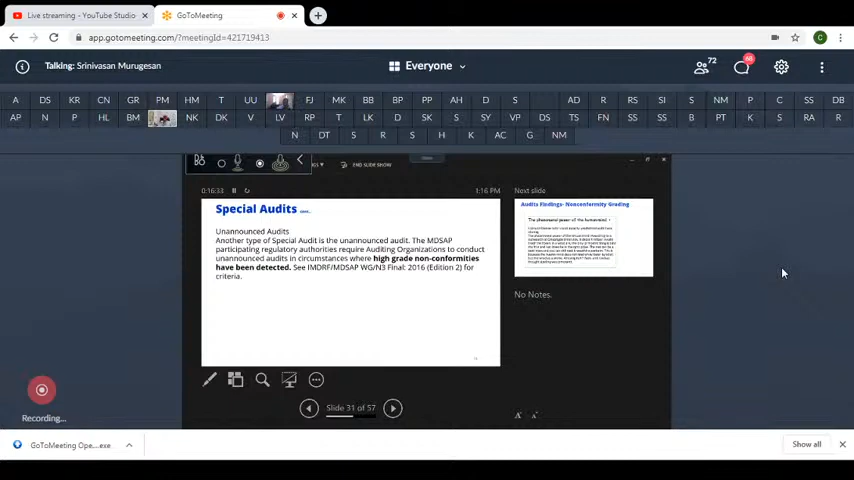 Live streaming - YouTube Studio
GoToMeeting
app.gotomeeting.com/?meetingId=421719413
Talking: Srinivasan Murugesan
Everyone
72
68
A DS KR CN GR PM HM T UU FJ MK BB BP PP AH D S AD R RS SI S NM P C SS DB
AP N P HL BM NK DK V LV RP T LK D SK S SY VP DS TS FN SS SS B PT K S RA R
N DT S R S H K AC G NM
END SLIDE SHOW
0:16:33
1:16 PM
Next slide
Special Audits
Unannounced Audits
Another type of Special Audit is the unannounced audit. The MDSAP
participating regulatory authorities require Auditing Organizations to conduct
unannounced audits in circumstances where high grade non-conformities
have been detected. See IMDRF/MDSAP WG/N3 Final: 2016 (Edition 2) for
criteria.
Audits Findings- Nonconformity Grading
No Notes.
Slide 31 of 57
Recording...
GoToMeeting Ope....exe
Show all